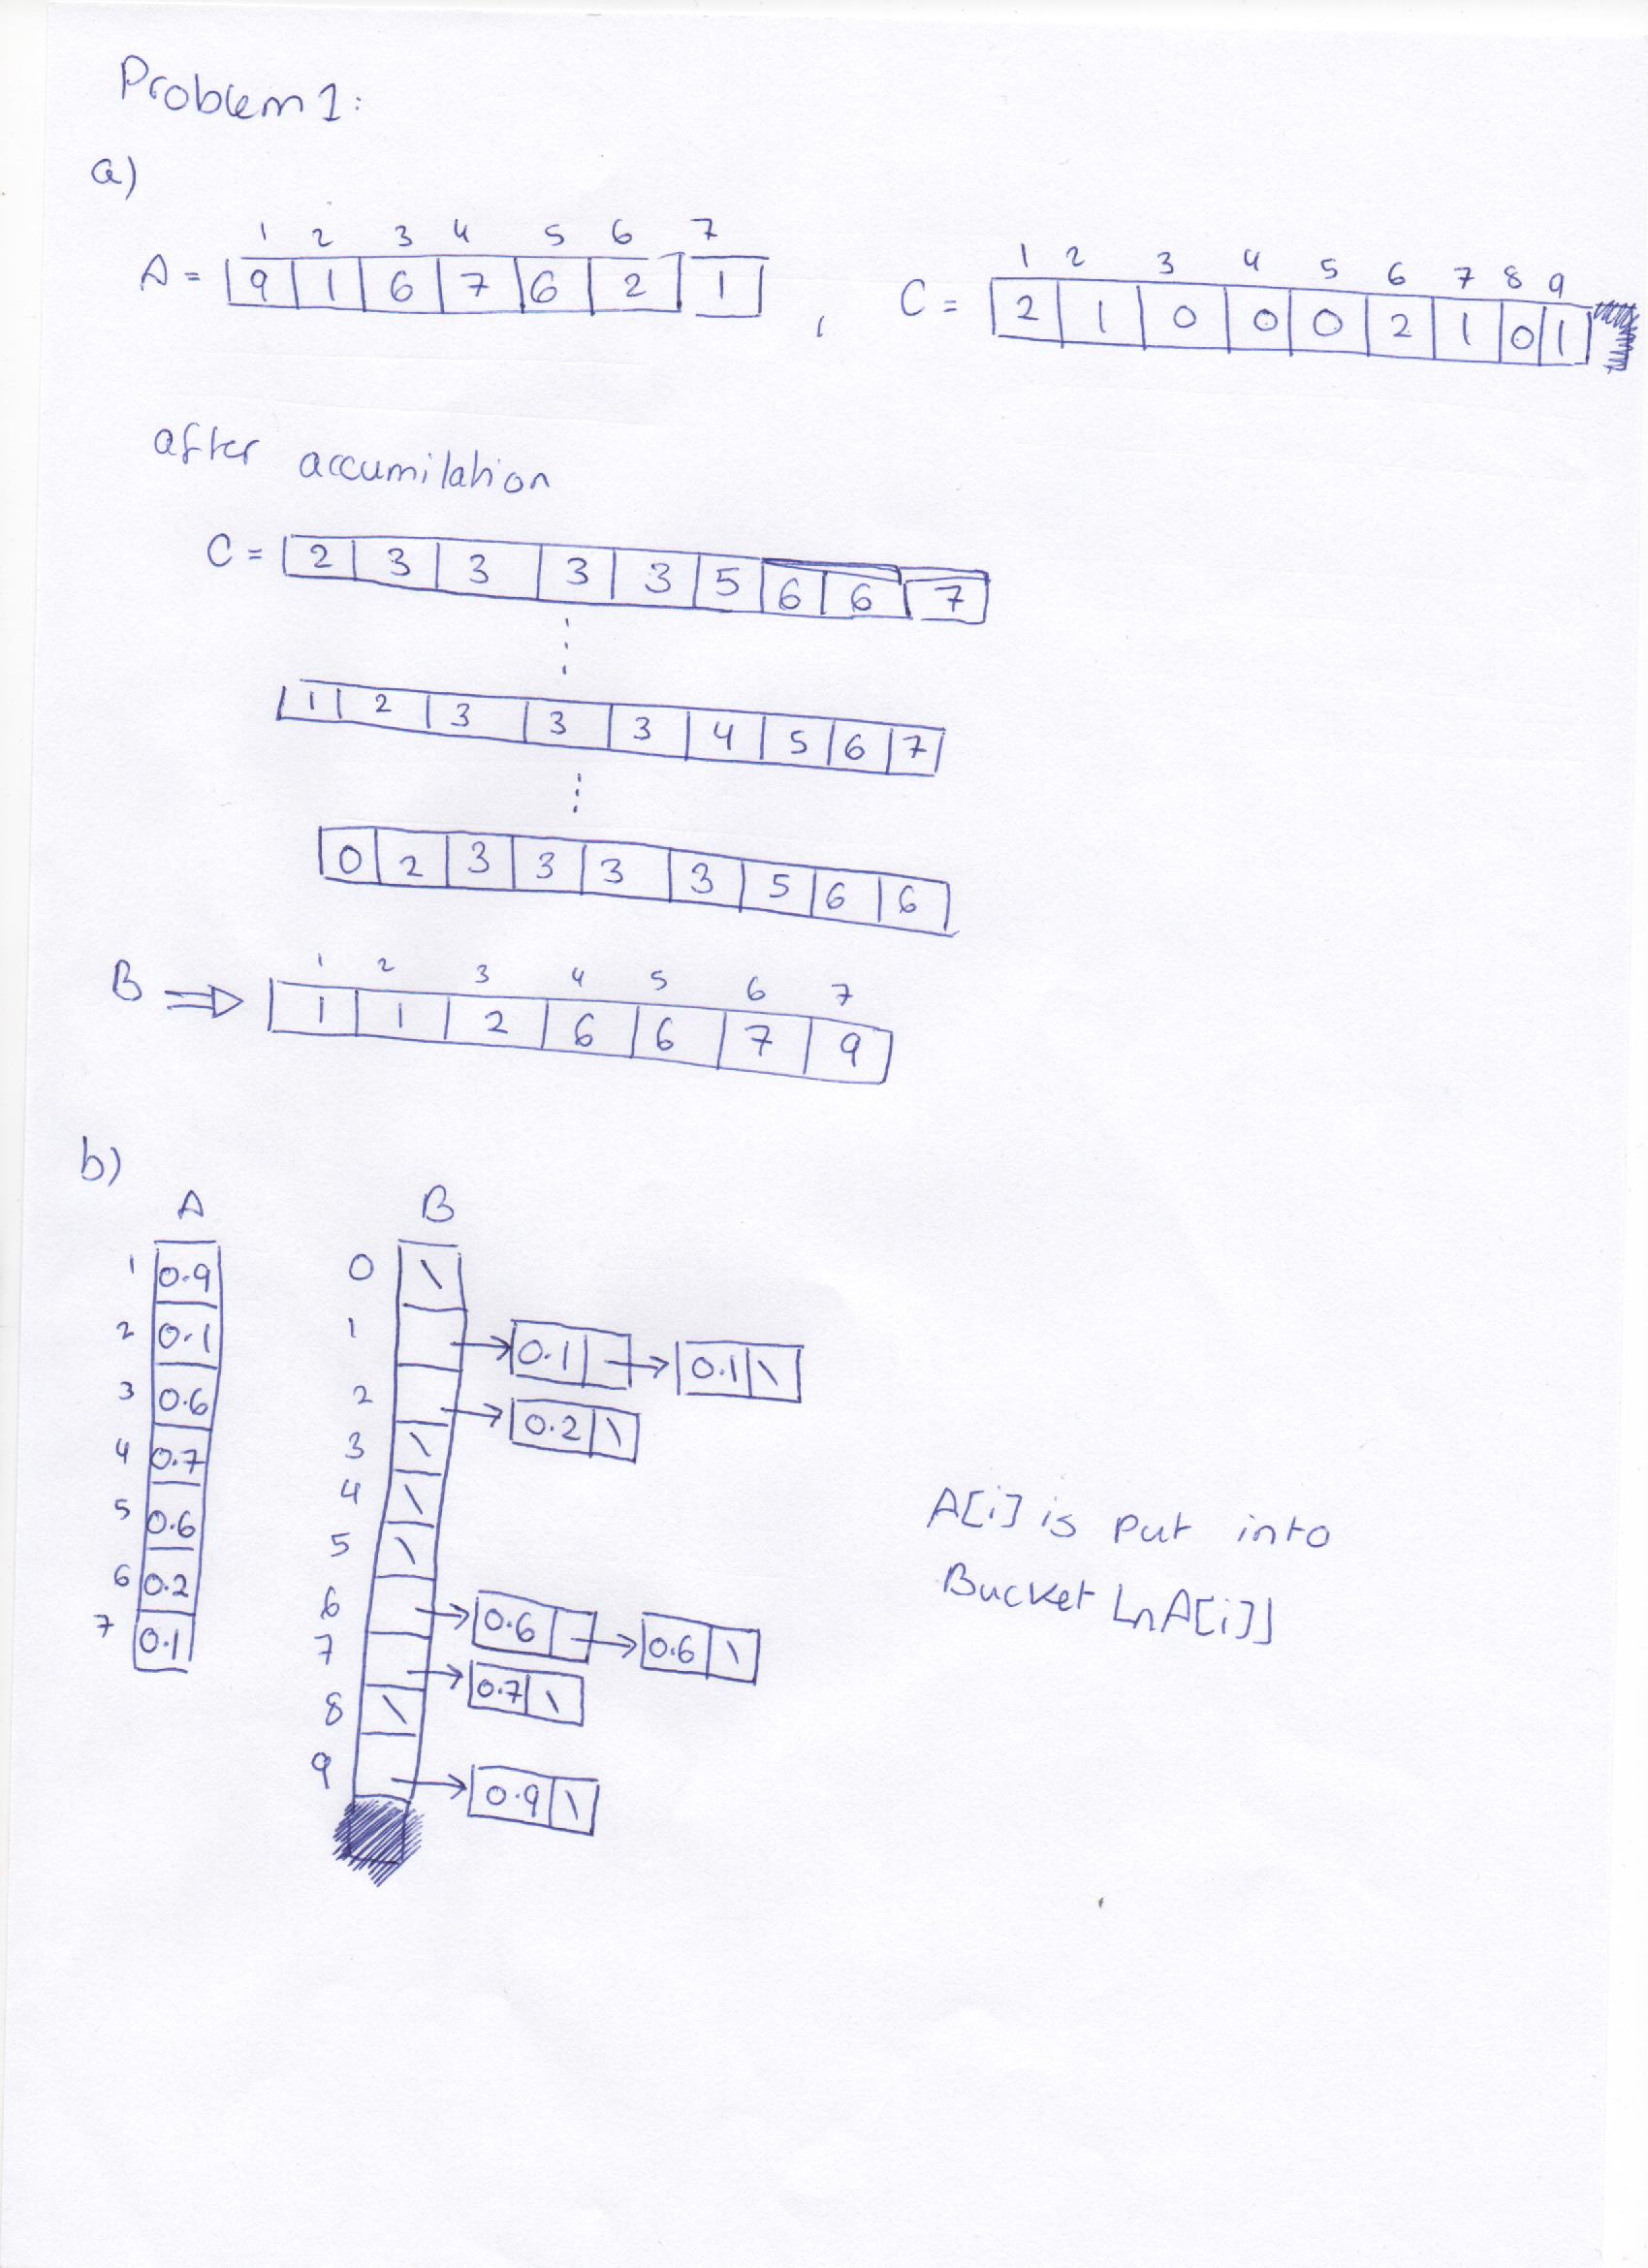 Problem 1:
a)
1 2 3 4 5 6 7
A = 9 1 6 7 6 2 1 ,
1 2 3 4 5 6 7 8 9
C = 2 1 0 0 0 2 1 0 1
after accumilation
C = 2 3 3 3 3 5 6 6 7
1 2 3 3 3 4 5 6 7
0 2 3 3 3 3 5 6 6
1 2 3 4 5 6 7
B ⇒ 1 1 2 6 6 7 9
b)
A
1 0.9
2 0.1
3 0.6
4 0.7
5 0.6
6 0.2
7 0.1
B
0 \
1 → 0.1 → 0.1 \
2 → 0.2 \
3 \
4 \
5 \
6 → 0.6 → 0.6 \
7 → 0.7 \
8 \
9 → 0.9 \
A[i] is put into
Bucket ⌊nA[i]⌋